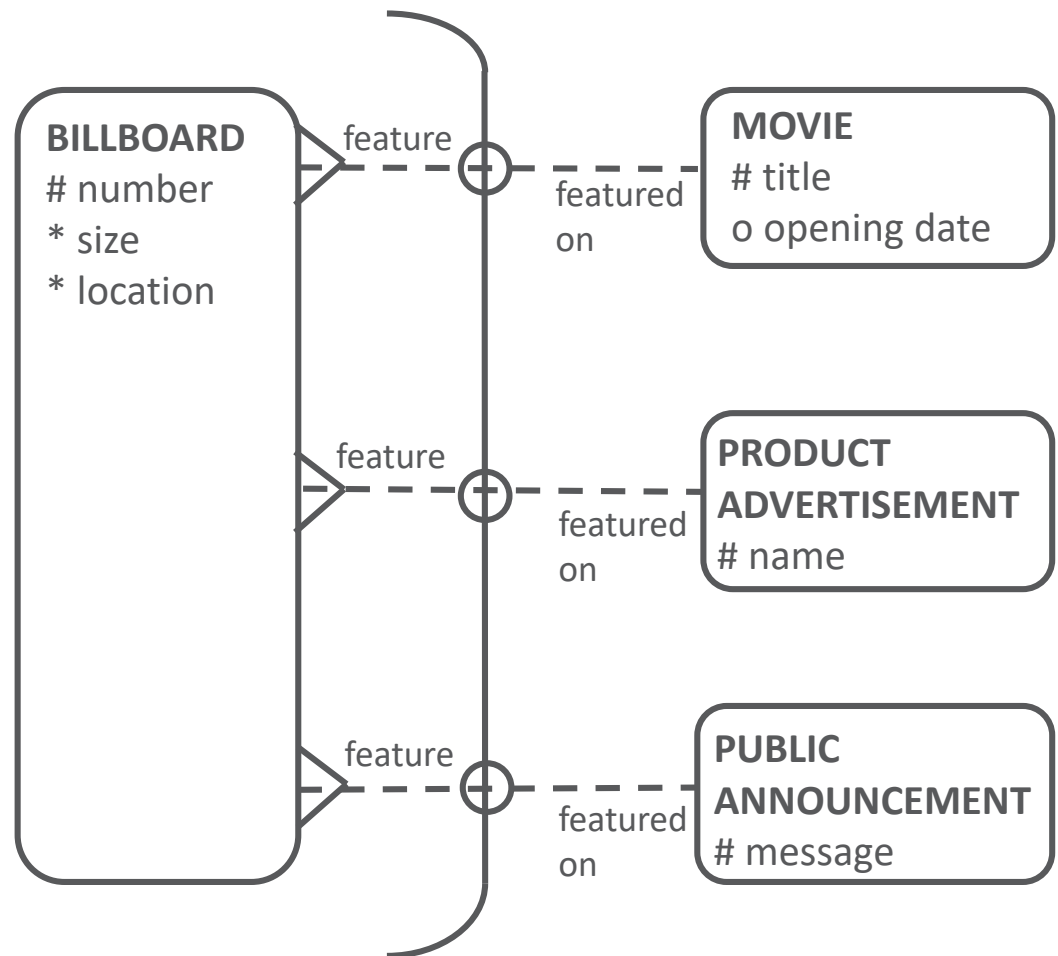 BILLBOARD
# number
* size
* location
feature
featured
on
MOVIE
# title
o opening date
feature
featured
on
PRODUCT
ADVERTISEMENT
# name
feature
featured
on
PUBLIC
ANNOUNCEMENT
# message